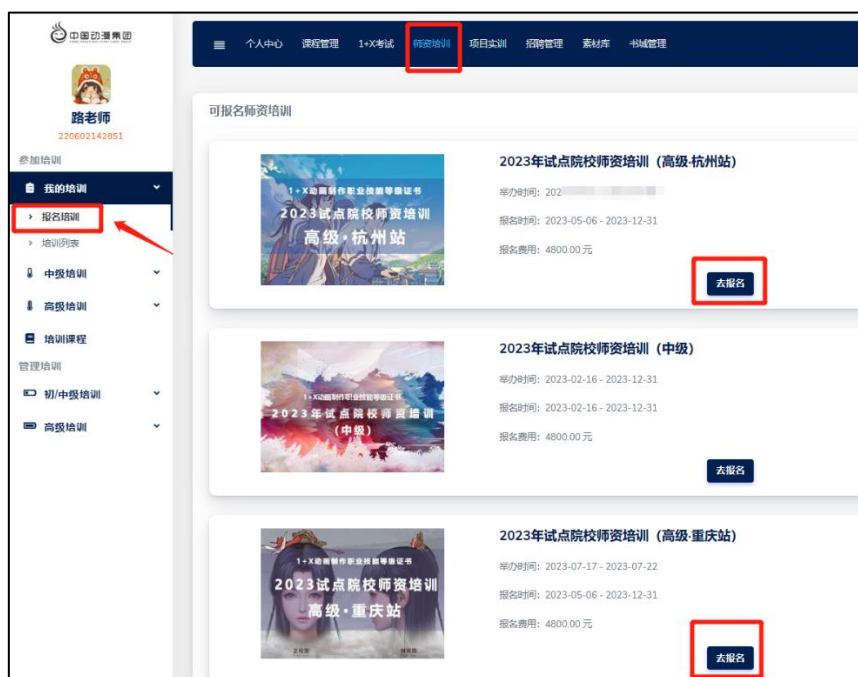 中国动漫集团
路老师
220602142851
参加培训
我的培训
报名培训
培训列表
中级培训
高级培训
培训课程
管理培训
初/中级培训
高级培训
个人中心 课程管理 1+X考试 师资培训 项目实训 招聘管理 素材库 书城管理
可报名师资培训
1+X动画制作职业技能等级证书
2023试点院校师资培训
高级·杭州站
2023年试点院校师资培训（高级·杭州站）
举办时间：202
报名时间：2023-05-06 - 2023-12-31
报名费用：4800.00 元
去报名
1+X动画制作职业技能等级证书
2023年试点院校师资培训
（中级）
2023年试点院校师资培训（中级）
举办时间：2023-02-16 - 2023-12-31
报名时间：2023-02-16 - 2023-12-31
报名费用：4800.00 元
去报名
1+X动画制作职业技能等级证书
2023试点院校师资培训
高级·重庆站
2023年试点院校师资培训（高级·重庆站）
举办时间：2023-07-17 - 2023-07-22
报名时间：2023-05-06 - 2023-12-31
报名费用：4800.00 元
去报名